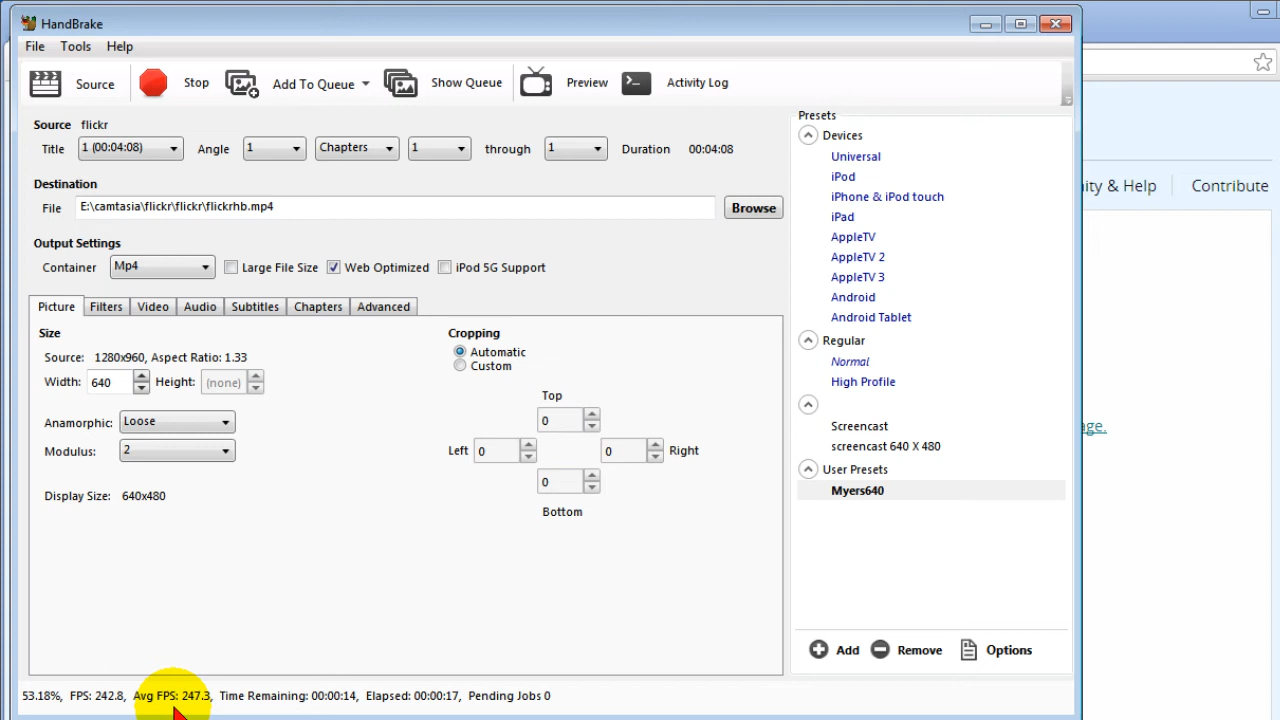 HandBrake
File Tools Help
Source Stop Add To Queue Show Queue Preview Activity Log
Source flickr
Title 1 (00:04:08) Angle 1 Chapters 1 through 1 Duration 00:04:08
Destination
File E:\camtasia\flickr\flickr\flickrhb.mp4 Browse
Output Settings
Container Mp4 Large File Size Web Optimized iPod 5G Support
Picture Filters Video Audio Subtitles Chapters Advanced
Size
Source: 1280x960, Aspect Ratio: 1.33
Width: 640 Height: (none)
Anamorphic: Loose
Modulus: 2
Display Size: 640x480
Cropping
Automatic
Custom
Top
0
Left 0 0 Right
0
Bottom
Presets
Devices
Universal
iPod
iPhone & iPod touch
iPad
AppleTV
AppleTV 2
AppleTV 3
Android
Android Tablet
Regular
Normal
High Profile
Screencast
screencast 640 X 480
User Presets
Myers640
Add Remove Options
53.18%, FPS: 242.8, Avg FPS: 247.3, Time Remaining: 00:00:14, Elapsed: 00:00:17, Pending Jobs 0
ity & Help Contribute
age.